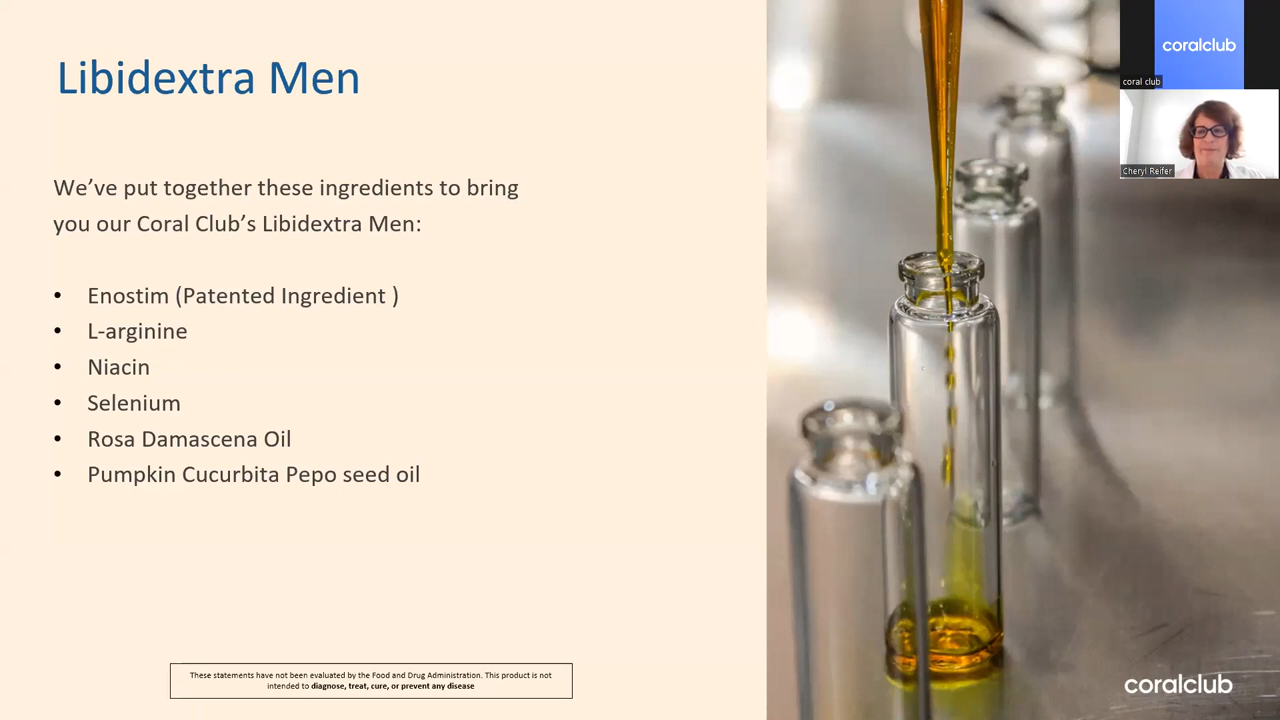 Libidextra Men
We’ve put together these ingredients to bring
you our Coral Club’s Libidextra Men:
• Enostim (Patented Ingredient )
• L-arginine
• Niacin
• Selenium
• Rosa Damascena Oil
• Pumpkin Cucurbita Pepo seed oil
These statements have not been evaluated by the Food and Drug Administration. This product is not
intended to diagnose, treat, cure, or prevent any disease
coralclub
coral club
Cheryl Reifer
coralclub